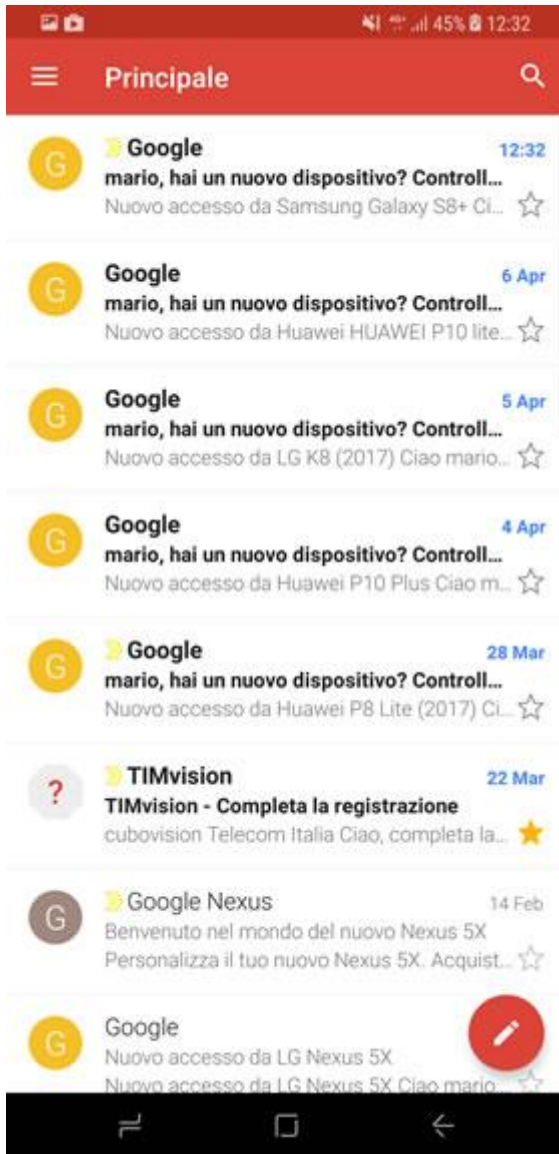 45% 12:32
Principale
G
Google 12:32
mario, hai un nuovo dispositivo? Controll...
Nuovo accesso da Samsung Galaxy S8+ Ci...
G
Google 6 Apr
mario, hai un nuovo dispositivo? Controll...
Nuovo accesso da Huawei HUAWEI P10 lite...
G
Google 5 Apr
mario, hai un nuovo dispositivo? Controll...
Nuovo accesso da LG K8 (2017) Ciao mario...
G
Google 4 Apr
mario, hai un nuovo dispositivo? Controll...
Nuovo accesso da Huawei P10 Plus Ciao m...
G
Google 28 Mar
mario, hai un nuovo dispositivo? Controll...
Nuovo accesso da Huawei P8 Lite (2017) Ci...
?
TIMvision 22 Mar
TIMvision - Completa la registrazione
cubovision Telecom Italia Ciao, completa la...
G
Google Nexus 14 Feb
Benvenuto nel mondo del nuovo Nexus 5X
Personalizza il tuo nuovo Nexus 5X. Acquist...
G
Google
Nuovo accesso da LG Nexus 5X
Nuovo accesso da LG Nexus 5X Ciao mario...